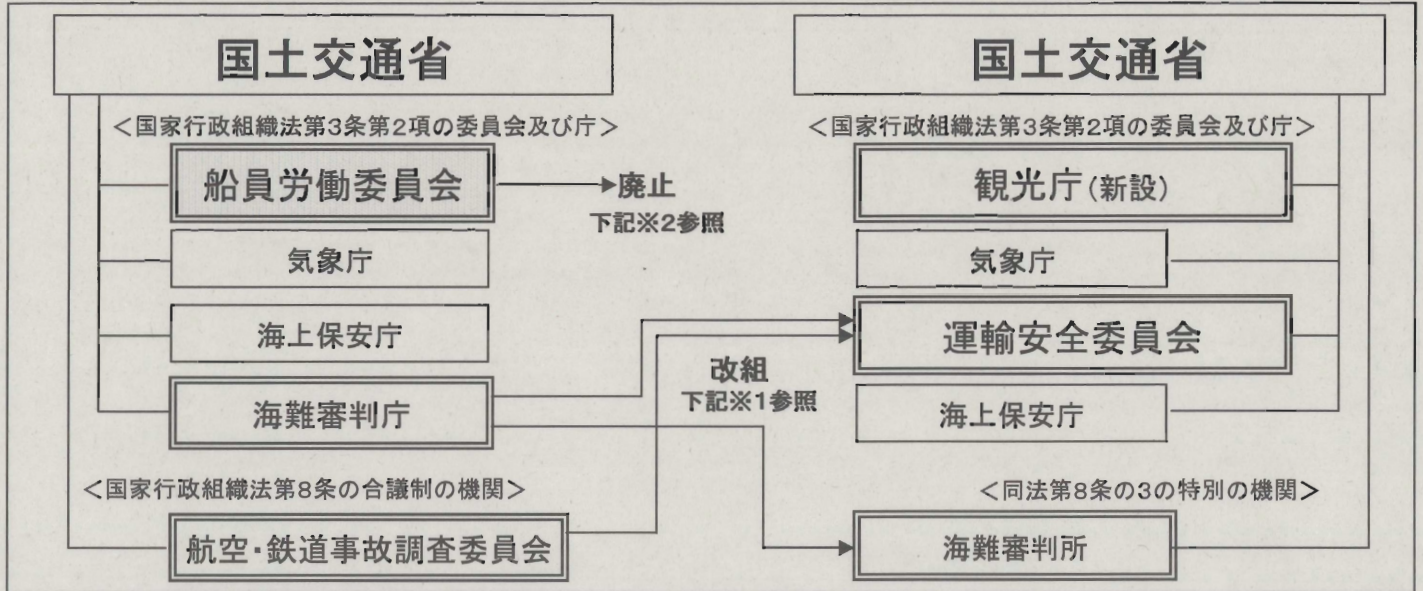 国土交通省
<国家行政組織法第3条第2項の委員会及び庁>
船員労働委員会
廃止
下記※2参照
気象庁
海上保安庁
海難審判庁
改組
下記※1参照
<国家行政組織法第8条の合議制の機関>
航空・鉄道事故調査委員会
国土交通省
<国家行政組織法第3条第2項の委員会及び庁>
観光庁(新設)
気象庁
運輸安全委員会
海上保安庁
<同法第8条の3の特別の機関>
海難審判所